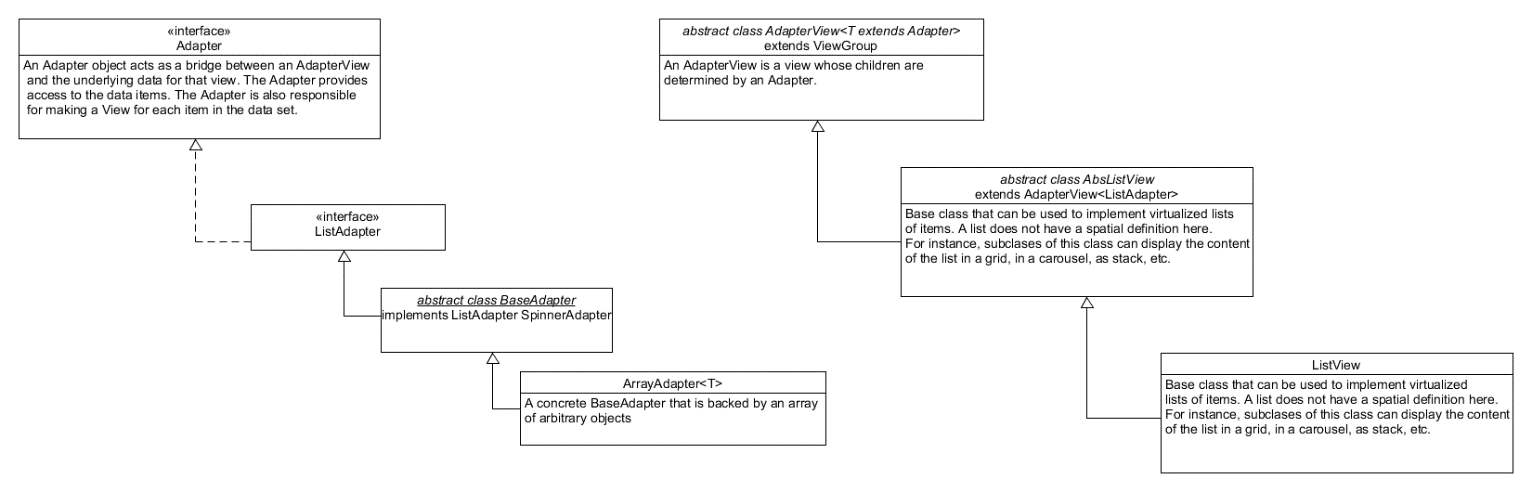 «interface»
Adapter
An Adapter object acts as a bridge between an AdapterView
and the underlying data for that view. The Adapter provides
access to the data items. The Adapter is also responsible
for making a View for each item in the data set.
«interface»
ListAdapter
abstract class BaseAdapter
implements ListAdapter SpinnerAdapter
ArrayAdapter<T>
A concrete BaseAdapter that is backed by an array
of arbitrary objects
abstract class AdapterView<T extends Adapter>
extends ViewGroup
An AdapterView is a view whose children are
determined by an Adapter.
abstract class AbsListView
extends AdapterView<ListAdapter>
Base class that can be used to implement virtualized lists
of items. A list does not have a spatial definition here.
For instance, subclases of this class can display the content
of the list in a grid, in a carousel, as stack, etc.
ListView
Base class that can be used to implement virtualized
lists of items. A list does not have a spatial definition here.
For instance, subclases of this class can display the content
of the list in a grid, in a carousel, as stack, etc.